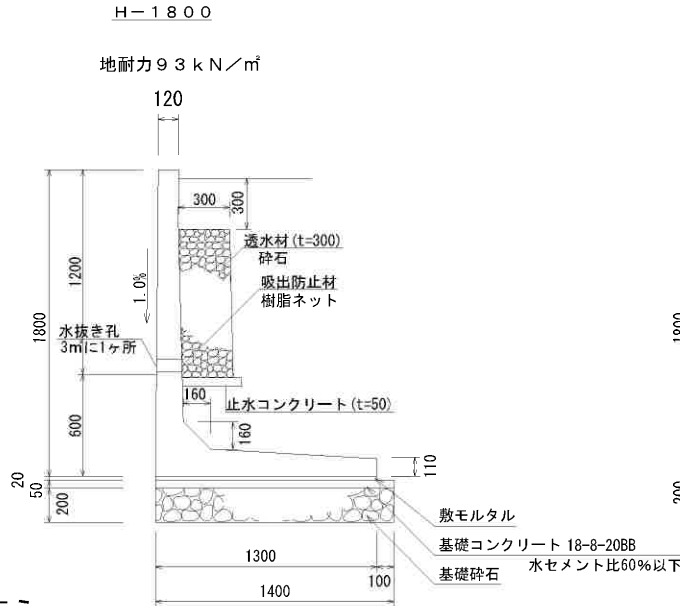 H-1800
地耐力93kN/㎡
120
300
300
透水材(t=300)
砕石
吸出防止材
樹脂ネット
1.0%
1200
1800
水抜き孔
3mに1ヶ所
160
止水コンクリート(t=50)
600
160
110
20
50
200
敷モルタル
基礎コンクリート 18-8-20BB
水セメント比60%以下
基礎砕石
1300
100
1400
1800
200